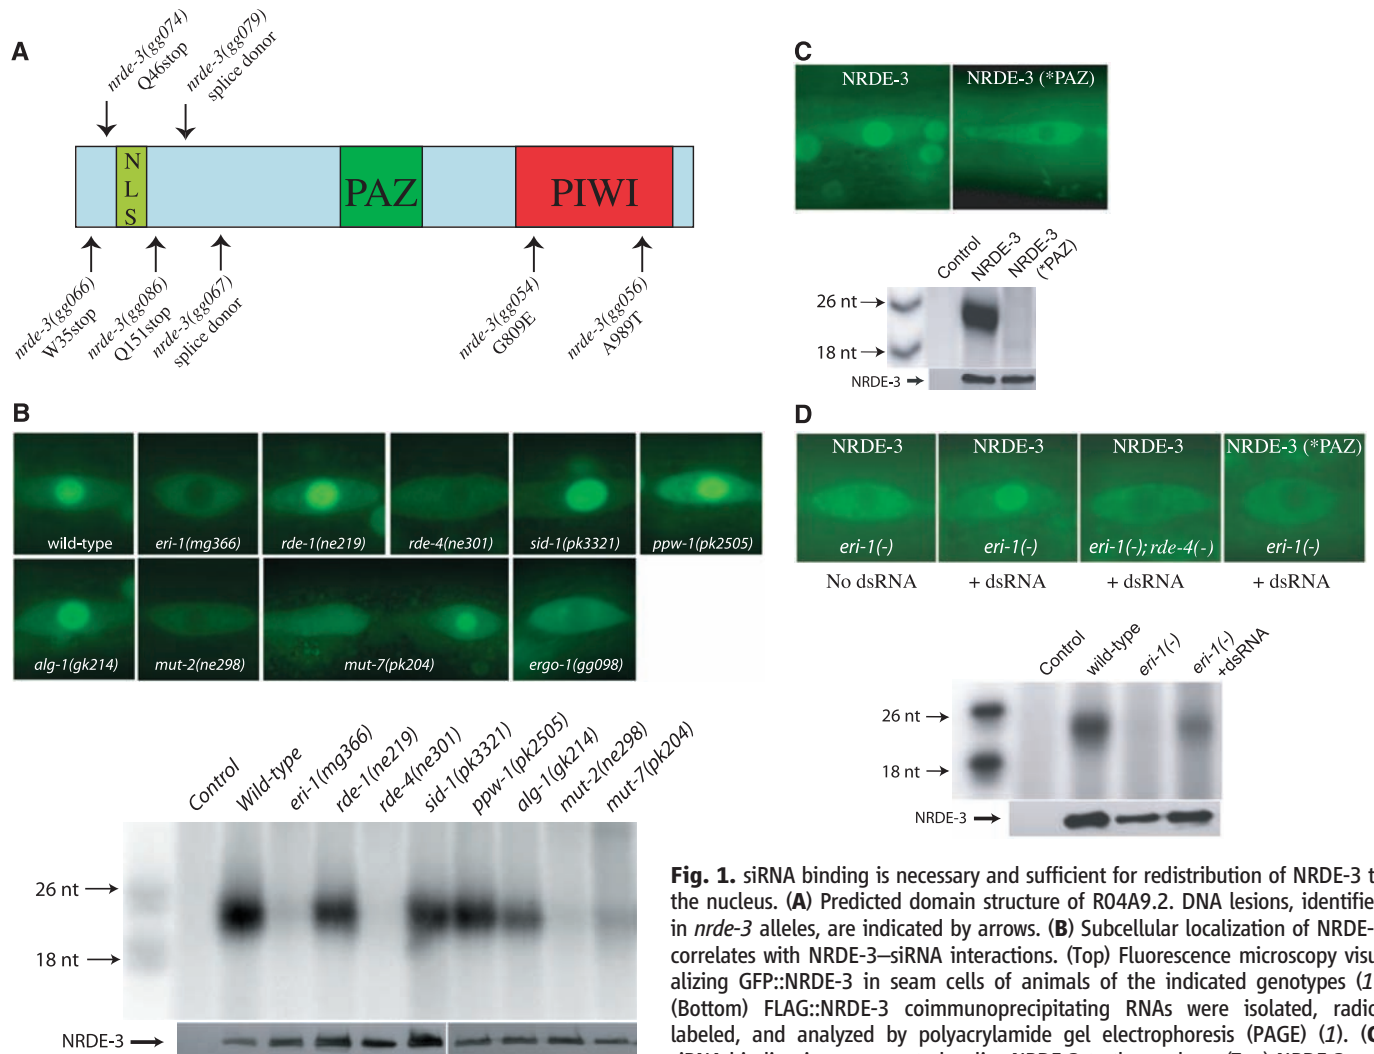 A
nrde-3(gg074)
Q46stop
nrde-3(gg079)
splice donor
NLS
PAZ
PIWI
nrde-3(gg066)
W35stop
nrde-3(gg086)
Q151stop
nrde-3(gg067)
splice donor
nrde-3(gg054)
G809E
nrde-3(gg056)
A989T
B
wild-type
eri-1(mg366)
rde-1(ne219)
rde-4(ne301)
sid-1(pk3321)
ppw-1(pk2505)
alg-1(gk214)
mut-2(ne298)
mut-7(pk204)
ergo-1(gg098)
Control
Wild-type
eri-1(mg366)
rde-1(ne219)
rde-4(ne301)
sid-1(pk3321)
ppw-1(pk2505)
alg-1(gk214)
mut-2(ne298)
mut-7(pk204)
26 nt
18 nt
NRDE-3
C
NRDE-3
NRDE-3 (*PAZ)
Control
NRDE-3
NRDE-3
(*PAZ)
26 nt
18 nt
NRDE-3
D
NRDE-3
NRDE-3
NRDE-3
NRDE-3 (*PAZ)
eri-1(-)
eri-1(-)
eri-1(-); rde-4(-)
eri-1(-)
No dsRNA
+ dsRNA
+ dsRNA
+ dsRNA
Control
wild-type
eri-1(-)
eri-1(-)
+dsRNA
26 nt
18 nt
NRDE-3
Fig. 1. siRNA binding is necessary and sufficient for redistribution of NRDE-3 t
the nucleus. (A) Predicted domain structure of R04A9.2. DNA lesions, identifie
in nrde-3 alleles, are indicated by arrows. (B) Subcellular localization of NRDE-
correlates with NRDE-3–siRNA interactions. (Top) Fluorescence microscopy visu
alizing GFP::NRDE-3 in seam cells of animals of the indicated genotypes (1
(Bottom) FLAG::NRDE-3 coimmunoprecipitating RNAs were isolated, radio
labeled, and analyzed by polyacrylamide gel electrophoresis (PAGE) (1). (C